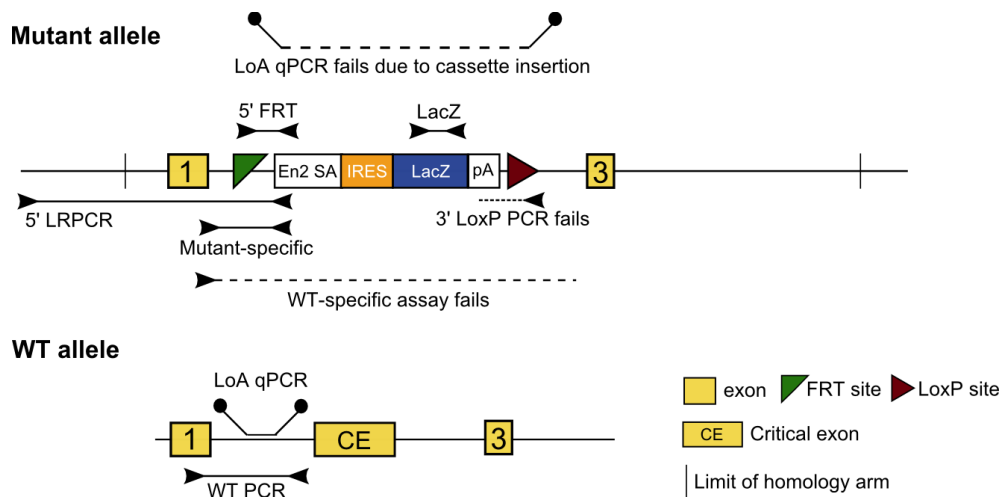 Mutant allele
LoA qPCR fails due to cassette insertion
5' FRT
LacZ
1
En2 SA
IRES
LacZ
pA
3
5' LRPCR
3' LoxP PCR fails
Mutant-specific
WT-specific assay fails
WT allele
LoA qPCR
1
CE
3
WT PCR
exon
FRT site
LoxP site
CE
Critical exon
Limit of homology arm